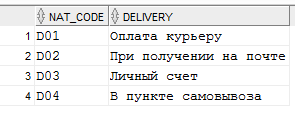 NAT_CODE DELIVERY
1 D01 Оплата курьеру
2 D02 При получении на почте
3 D03 Личный счет
4 D04 В пункте самовывоза